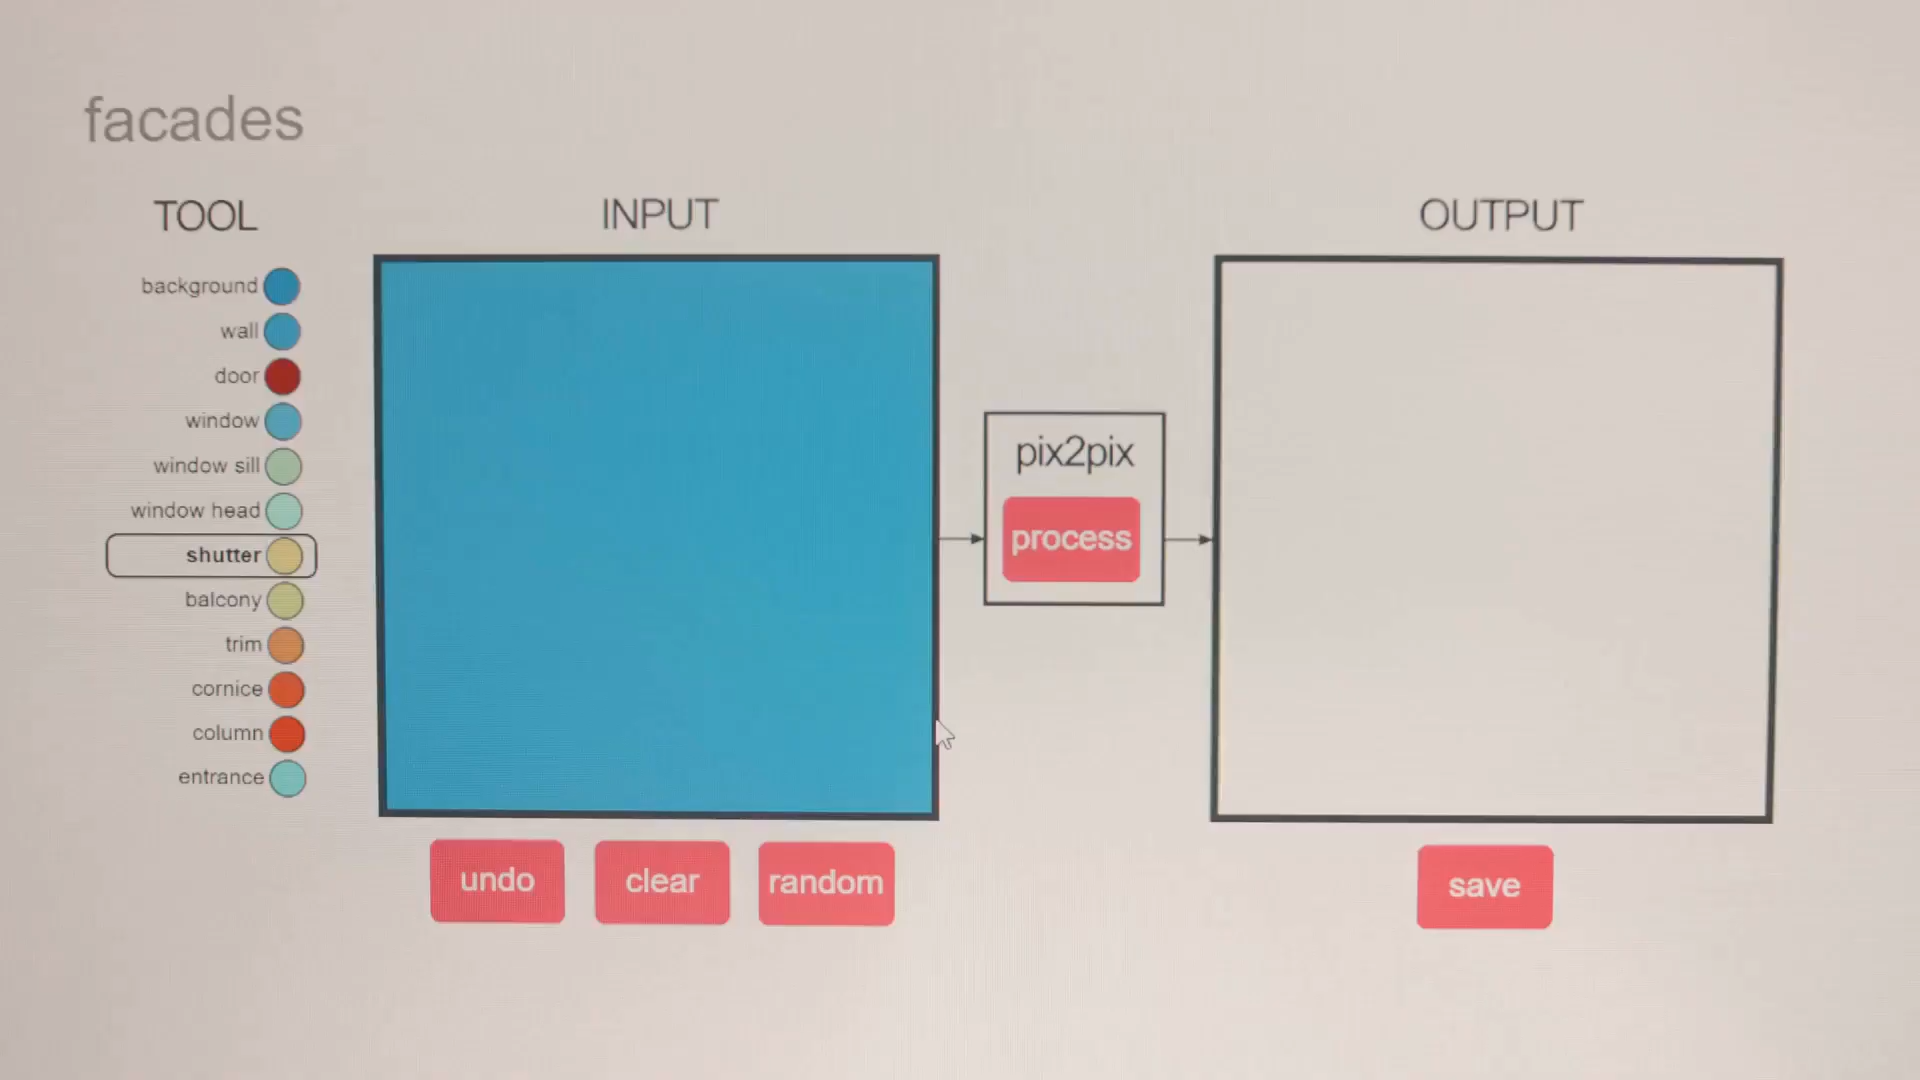 facades
TOOL
INPUT
OUTPUT
background
wall
door
window
window sill
window head
shutter
balcony
trim
cornice
column
entrance
pix2pix
process
undo
clear
random
save